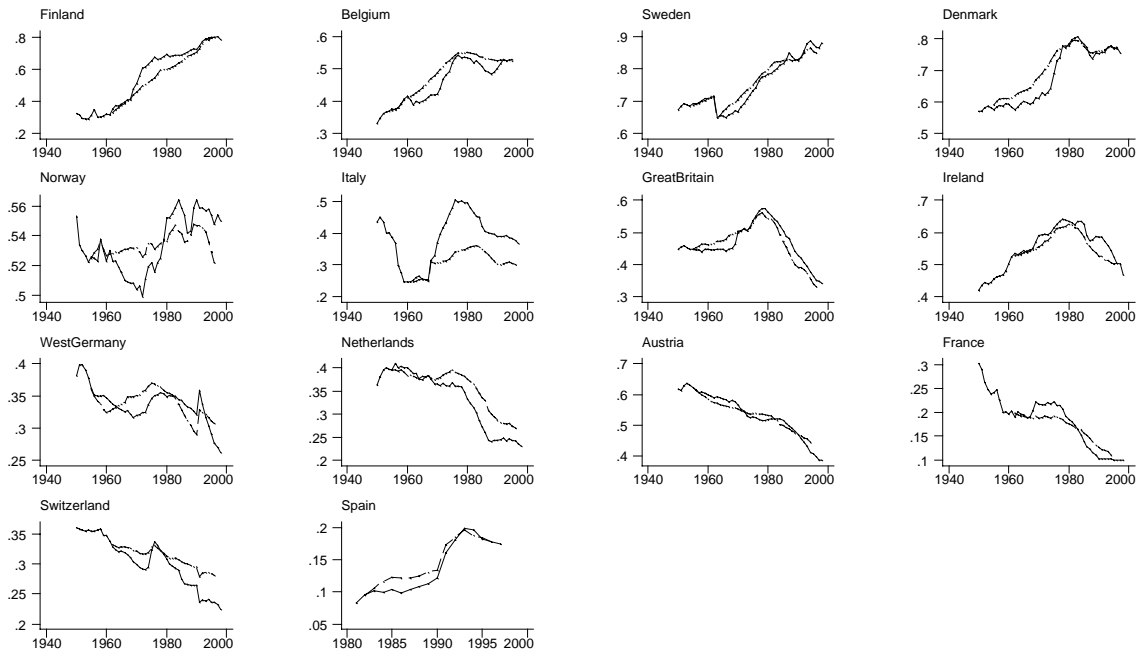 Finland Belgium Sweden Denmark
.8 .6 .9 .8
.6 .5 .8 .7
.4 .4 .7 .6
.2 .3 .6 .5
1940 1960 1980 2000 1940 1960 1980 2000 1940 1960 1980 2000 1940 1960 1980 2000
Norway Italy GreatBritain Ireland
.56 .5 .6 .7
.54 .4 .5 .6
.52 .3 .4 .5
.5 .2 .3 .4
1940 1960 1980 2000 1940 1960 1980 2000 1940 1960 1980 2000 1940 1960 1980 2000
WestGermany Netherlands Austria France
.4 .4 .7 .3
.35 .35 .6 .25
.3 .3 .5 .2
.25 .25 .4 .15
.2 .1
1940 1960 1980 2000 1940 1960 1980 2000 1940 1960 1980 2000 1940 1960 1980 2000
Switzerland Spain
.35 .2
.3 .15
.25 .1
.2 .05
1940 1960 1980 2000 1980 1985 1990 1995 2000